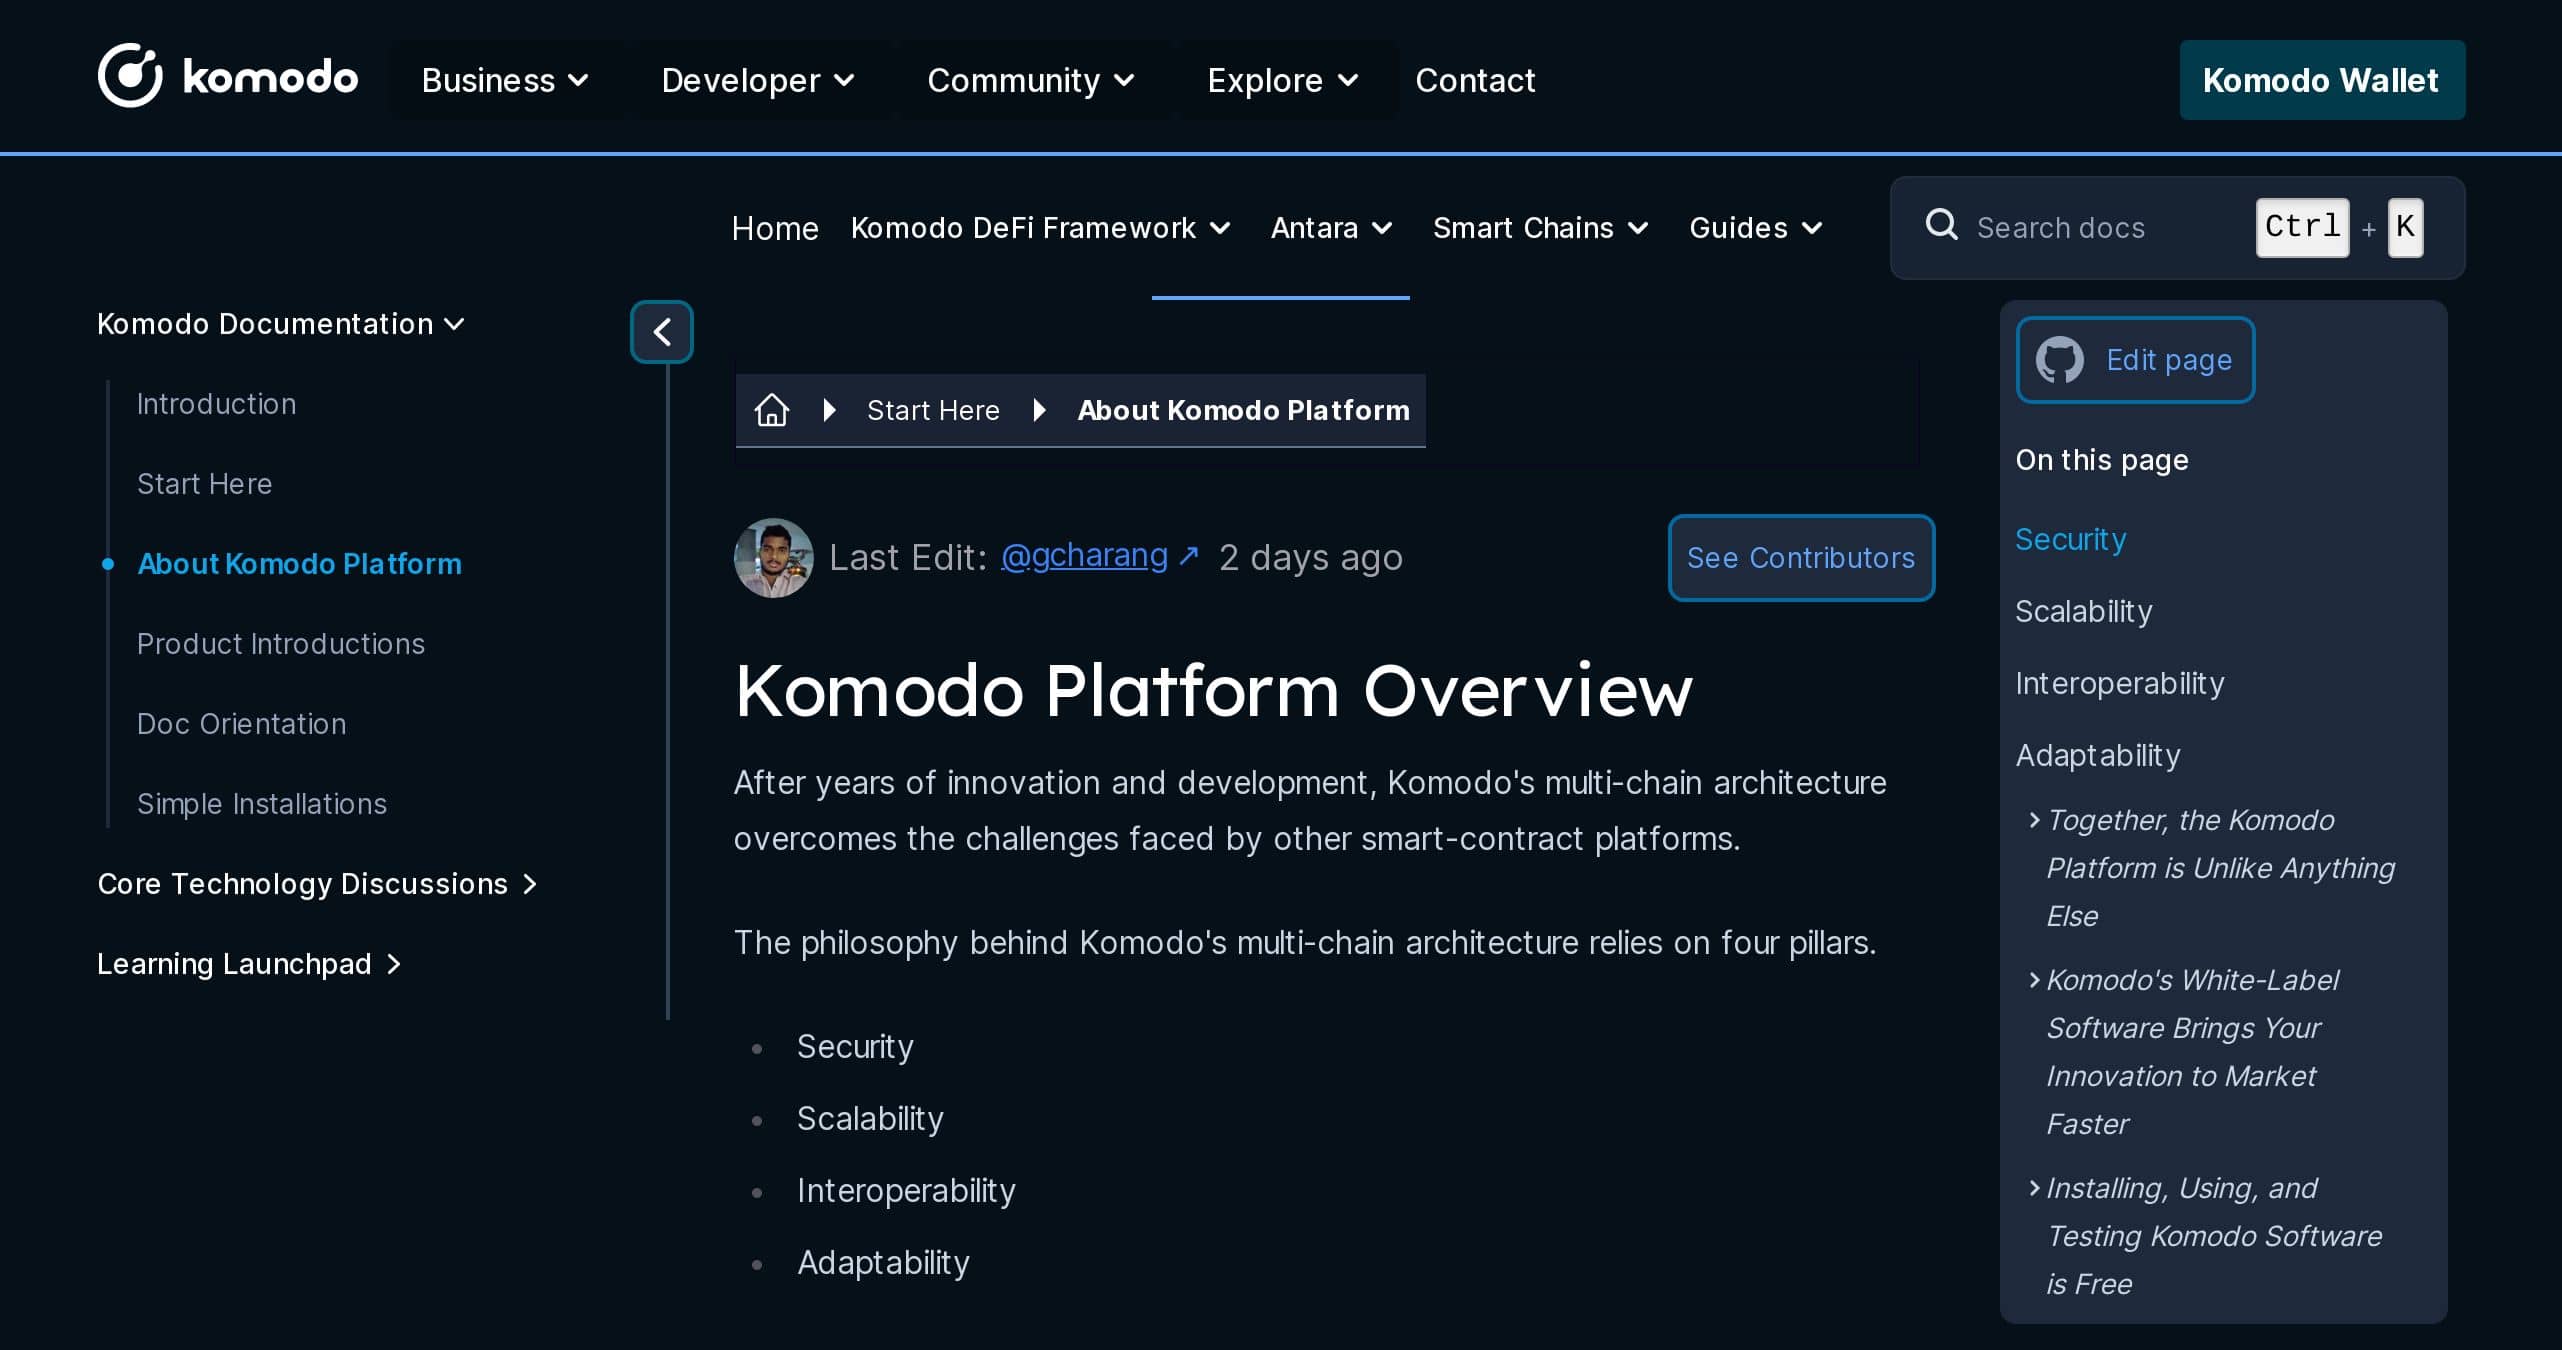 komodo
Business
Developer
Community
Explore
Contact
Komodo Wallet
Home
Komodo DeFi Framework
Antara
Smart Chains
Guides
Search docs
Ctrl + K
Komodo Documentation
Introduction
Start Here
About Komodo Platform
Product Introductions
Doc Orientation
Simple Installations
Core Technology Discussions
Learning Launchpad
Start Here
About Komodo Platform
Last Edit: @gcharang ↗ 2 days ago
See Contributors
Komodo Platform Overview
After years of innovation and development, Komodo's multi-chain architecture
overcomes the challenges faced by other smart-contract platforms.
The philosophy behind Komodo's multi-chain architecture relies on four pillars.
• Security
• Scalability
• Interoperability
• Adaptability
Edit page
On this page
Security
Scalability
Interoperability
Adaptability
Together, the Komodo
Platform is Unlike Anything
Else
Komodo's White-Label
Software Brings Your
Innovation to Market
Faster
Installing, Using, and
Testing Komodo Software
is Free